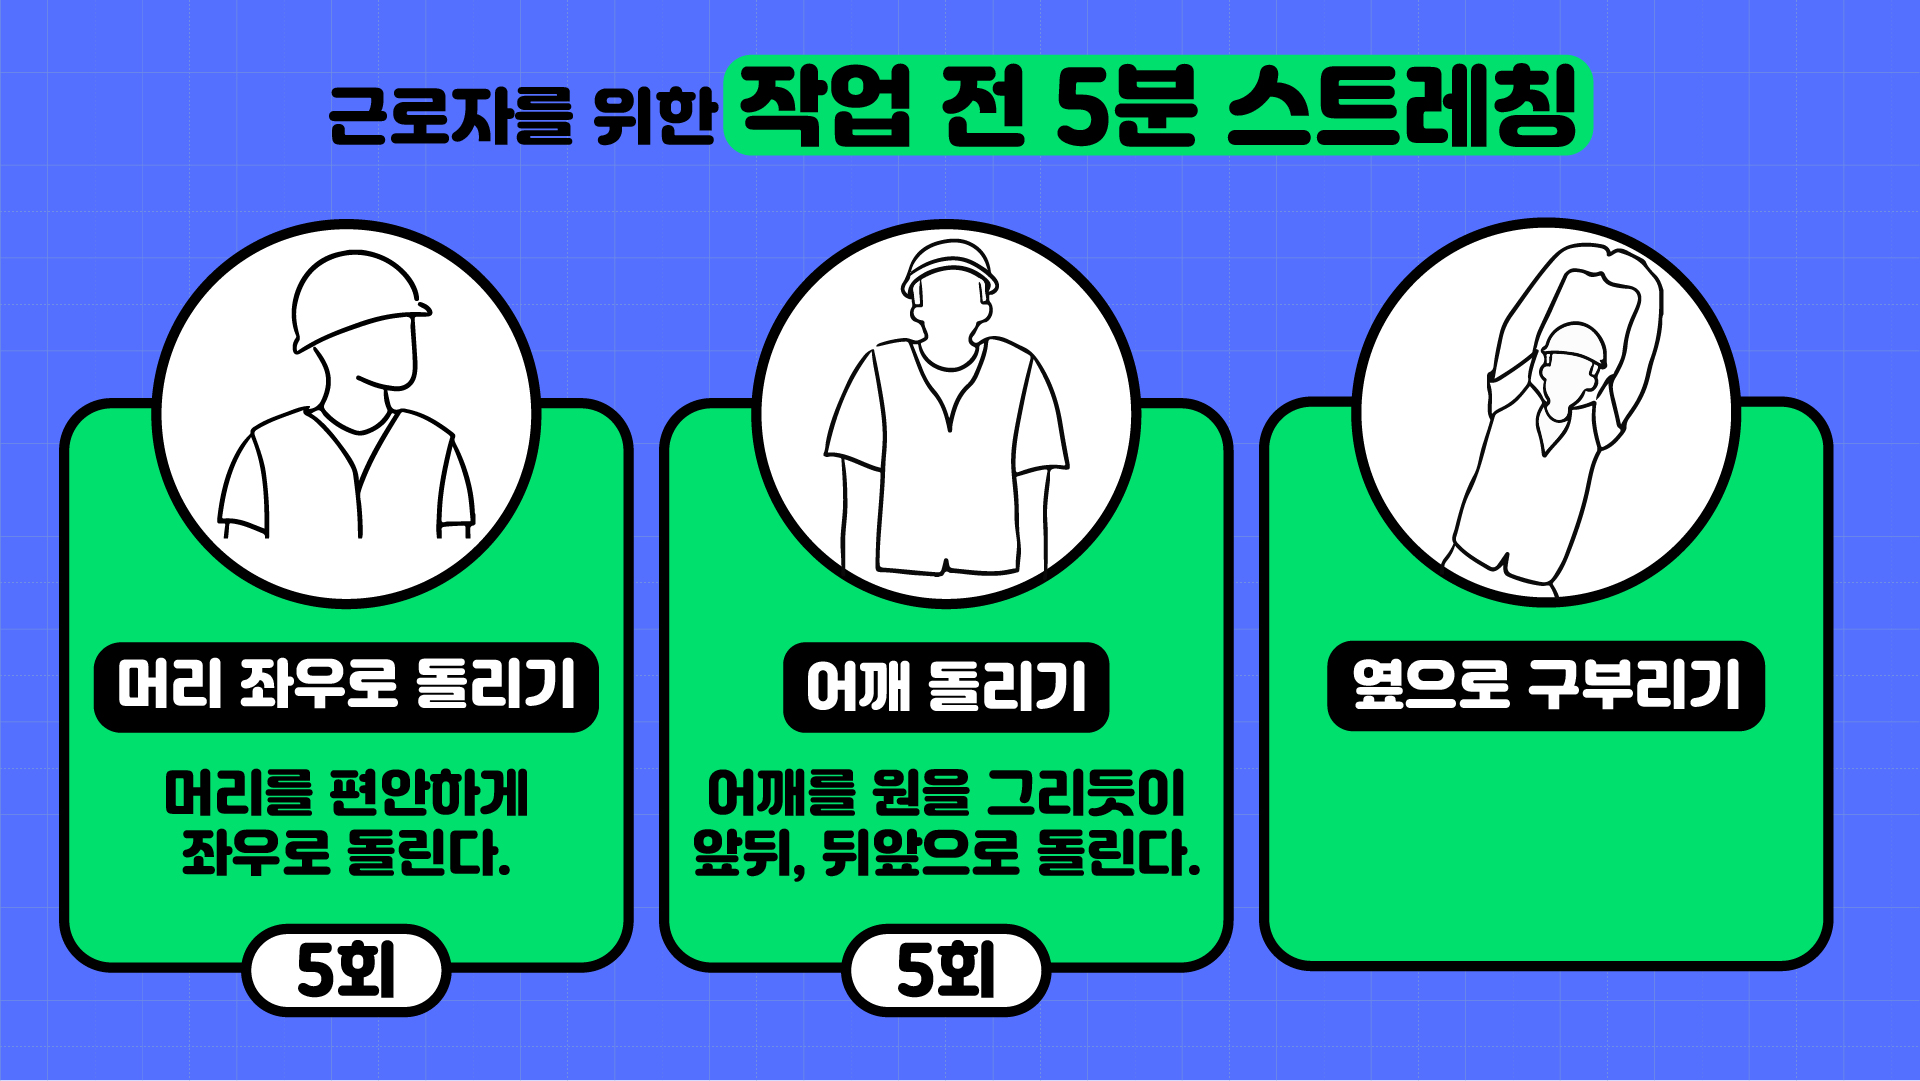 근로자를 위한 작업 전 5분 스트레칭
머리 좌우로 돌리기
머리를 편안하게
좌우로 돌린다.
5회
어깨 돌리기
어깨를 원을 그리듯이
앞뒤, 뒤앞으로 돌린다.
5회
옆으로 구부리기